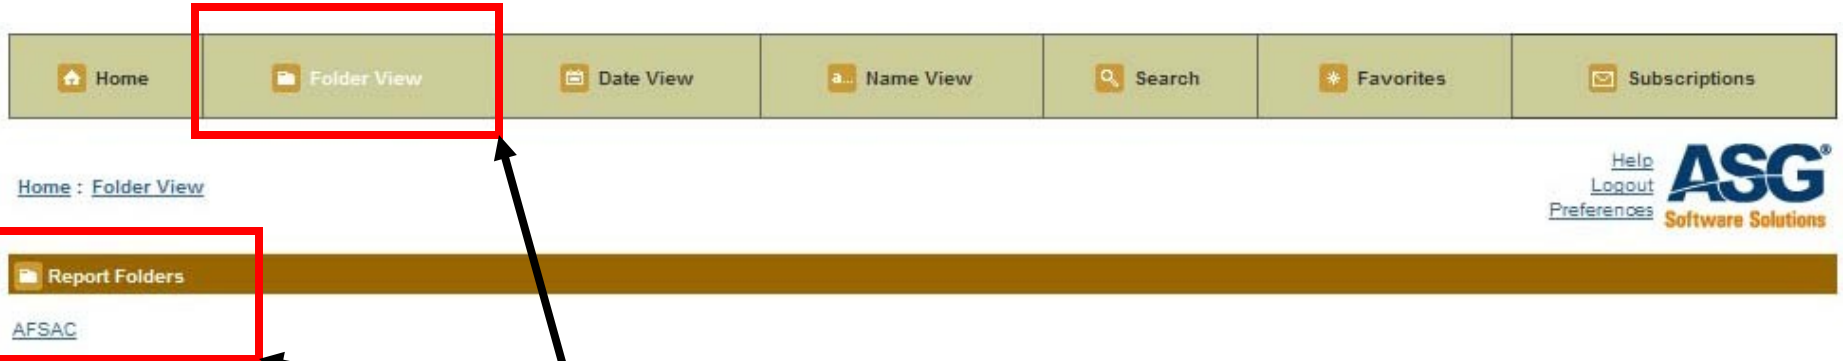 Home Folder View Date View a... Name View Search Favorites Subscriptions
Help
Home : Folder View
Logout
Preferences
ASG®
Software Solutions
Report Folders
AFSAC